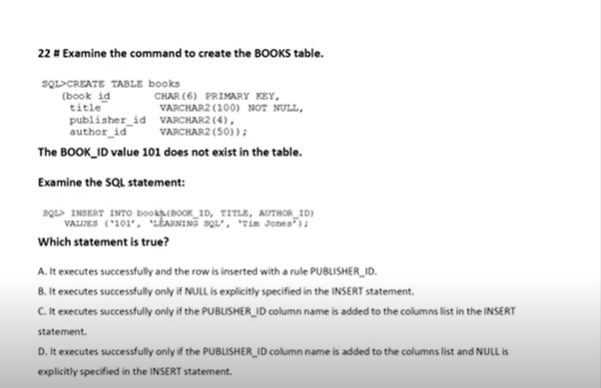 22 # Examine the command to create the BOOKS table.
SQL>CREATE TABLE books
(book_id CHAR(6) PRIMARY KEY,
title VARCHAR2(100) NOT NULL,
publisher_id VARCHAR2(4),
author_id VARCHAR2(50));
The BOOK_ID value 101 does not exist in the table.
Examine the SQL statement:
SQL> INSERT INTO books(BOOK_ID, TITLE, AUTHOR_ID)
VALUES ('101', 'LEARNING SQL', 'Tim Jones');
Which statement is true?
A. It executes successfully and the row is inserted with a rule PUBLISHER_ID.
B. It executes successfully only if NULL is explicitly specified in the INSERT statement.
C. It executes successfully only if the PUBLISHER_ID column name is added to the columns list in the INSERT
statement.
D. It executes successfully only if the PUBLISHER_ID column name is added to the columns list and NULL is
explicitly specified in the INSERT statement.